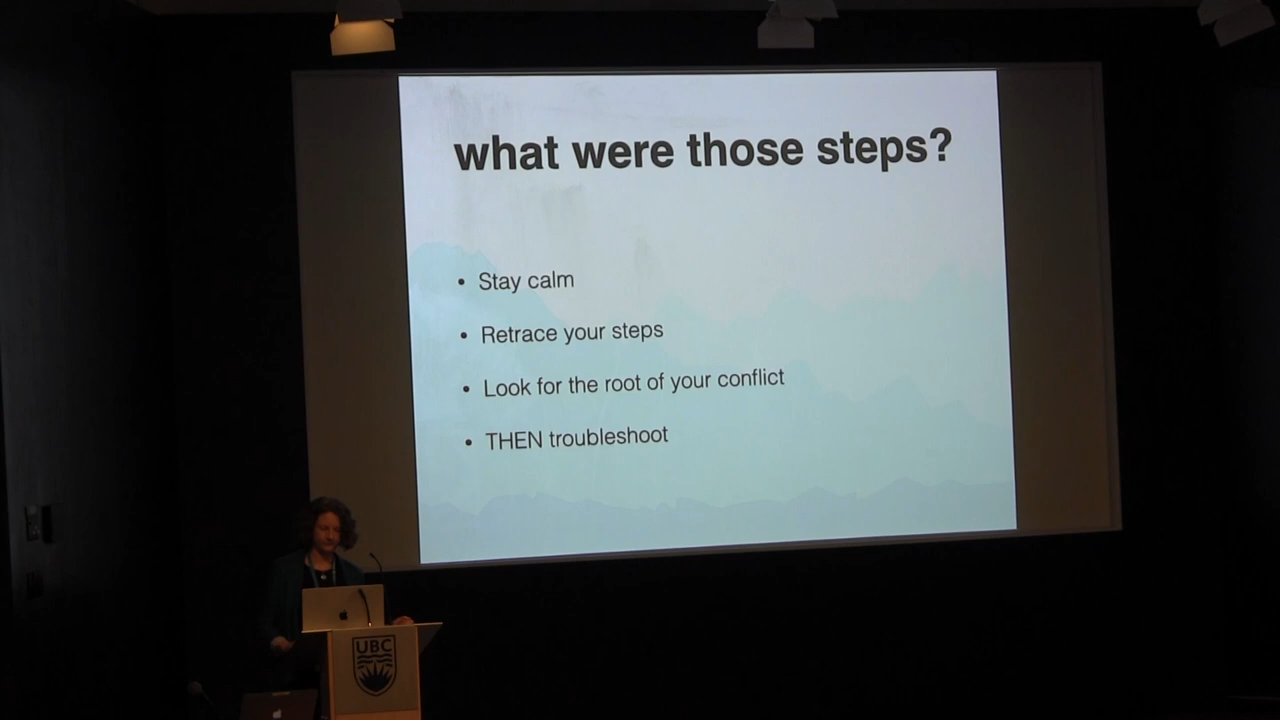 what were those steps?
• Stay calm
• Retrace your steps
• Look for the root of your conflict
• THEN troubleshoot
UBC